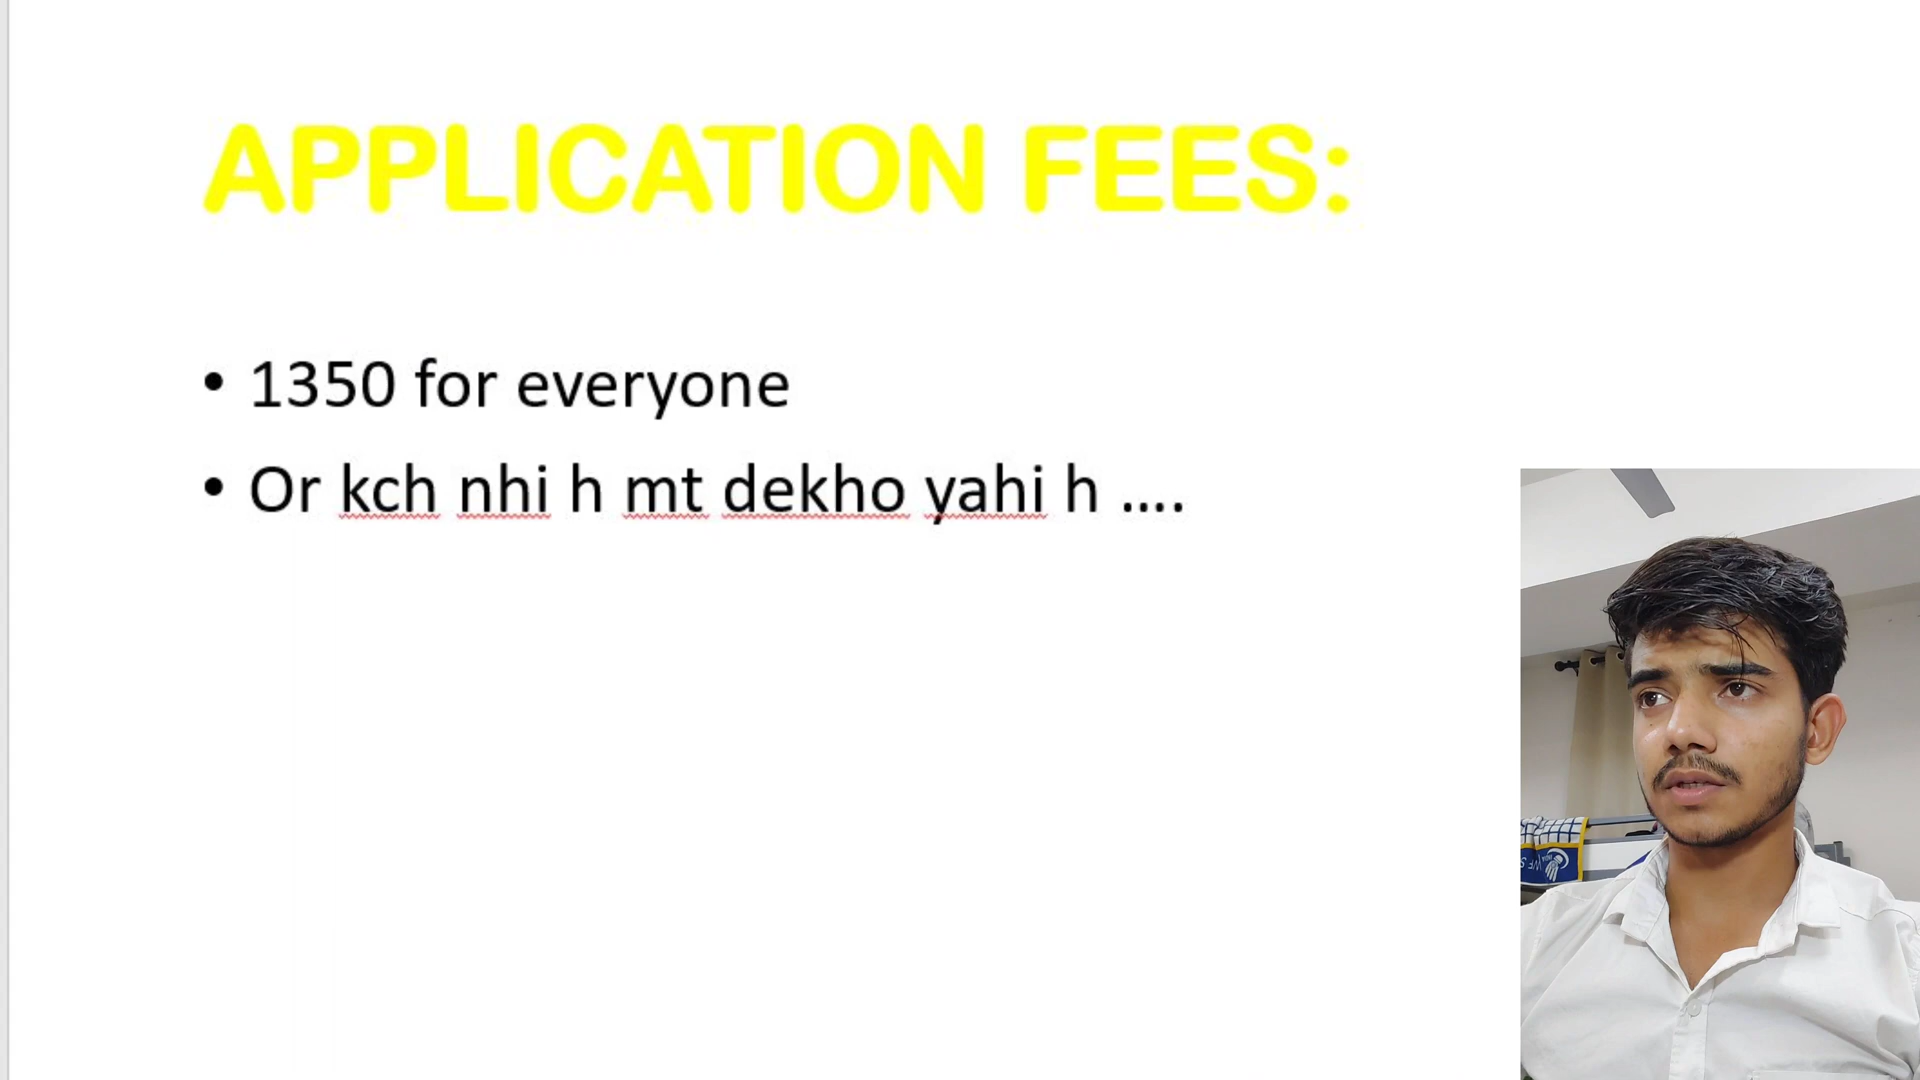 APPLICATION FEES:
• 1350 for everyone
• Or kch nhi h mt dekho yahi h ....